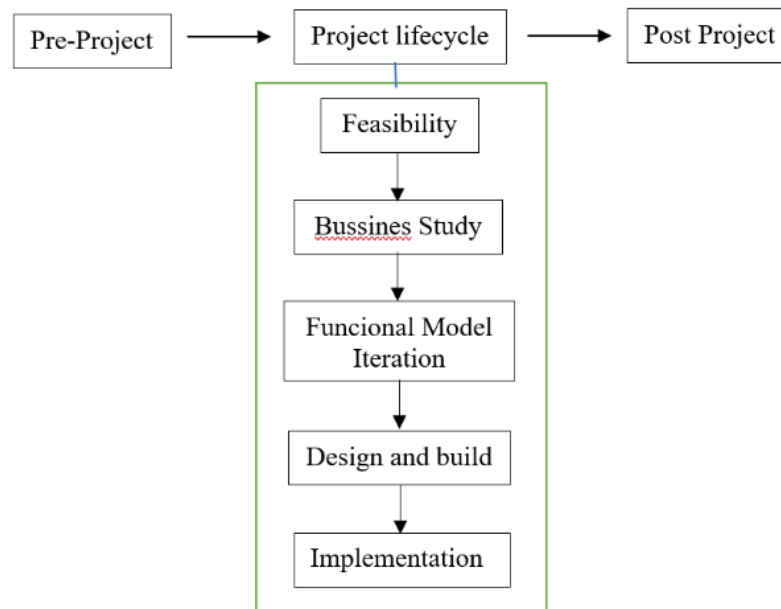 Pre-Project
Project lifecycle
Post Project
Feasibility
Bussines Study
Funcional Model
Iteration
Design and build
Implementation